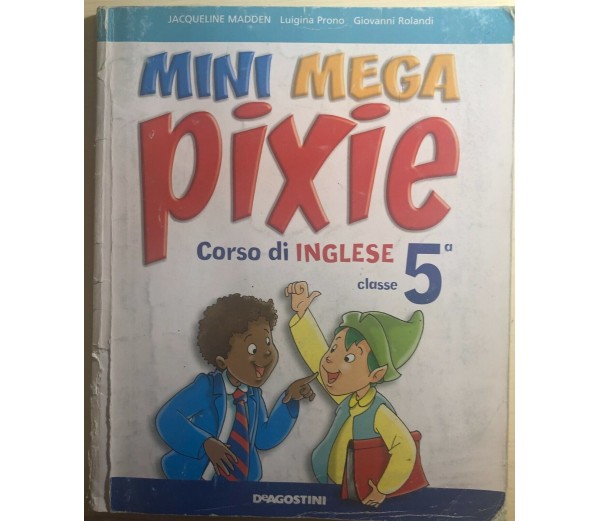 JACQUELINE MADDEN Luigina Prono Giovanni Rolandi
MINI MEGA
pixie
Corso di INGLESE
classe 5ª
DeAGOSTINI